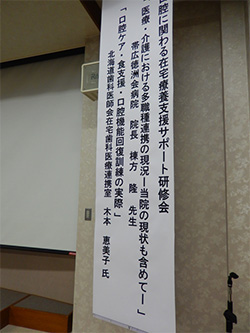 腔に関わる在宅療養支援サポート研修会
医療・介護における多職種連携の現況ー当院の現状も含めてー」
帯広徳洲会病院 院長 棟方 隆 先生
「口腔ケア・食支援・口腔機能回復訓練の実際」
北海道歯科医師会在宅歯科医療連携室 木本 恵美子 氏